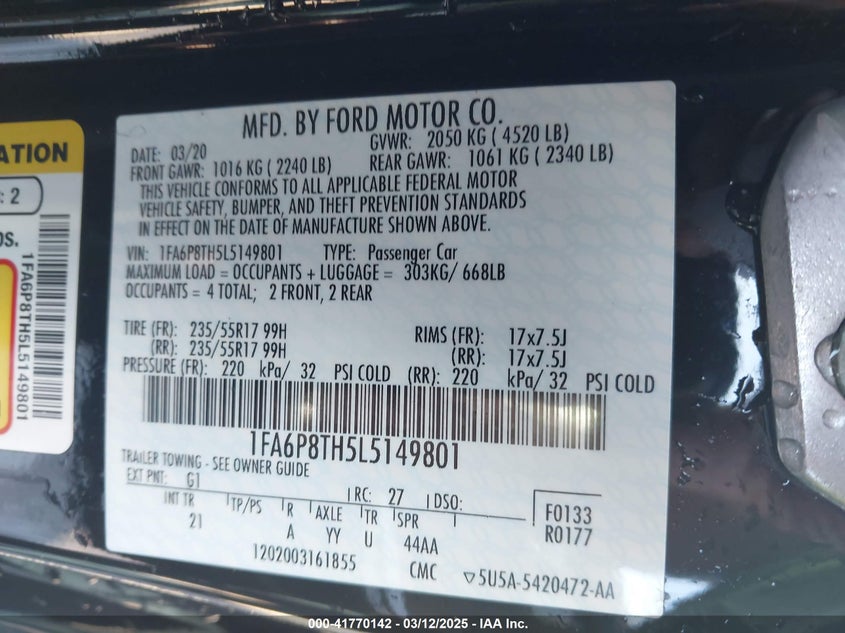 ATION
: 2
os.
1FA6P8TH5L5149801
MFD. BY FORD MOTOR CO.
DATE: 03/20 GVWR: 2050 KG ( 4520 LB)
FRONT GAWR: 1016 KG ( 2240 LB) REAR GAWR: 1061 KG ( 2340 LB)
THIS VEHICLE CONFORMS TO ALL APPLICABLE FEDERAL MOTOR
VEHICLE SAFETY, BUMPER, AND THEFT PREVENTION STANDARDS
IN EFFECT ON THE DATE OF MANUFACTURE SHOWN ABOVE.
VIN: 1FA6P8TH5L5149801 TYPE: Passenger Car
MAXIMUM LOAD = OCCUPANTS + LUGGAGE = 303KG/ 668LB
OCCUPANTS = 4 TOTAL; 2 FRONT, 2 REAR
TIRE (FR): 235/55R17 99H RIMS (FR): 17x7.5J
(RR): 235/55R17 99H (RR): 17x7.5J
PRESSURE (FR): 220 kPa/ 32 PSI COLD (RR): 220 kPa/ 32 PSI COLD
1FA6P8TH5L5149801
TRAILER TOWING - SEE OWNER GUIDE
EXT PNT: G1 RC: 27 DSO:
INT TR TP/PS R AXLE TR SPR F0133
21 A YY U 44AA R0177
1202003161855 CMC ▽5U5A-5420472-AA
000-41770142 - 03/12/2025 - IAA Inc.